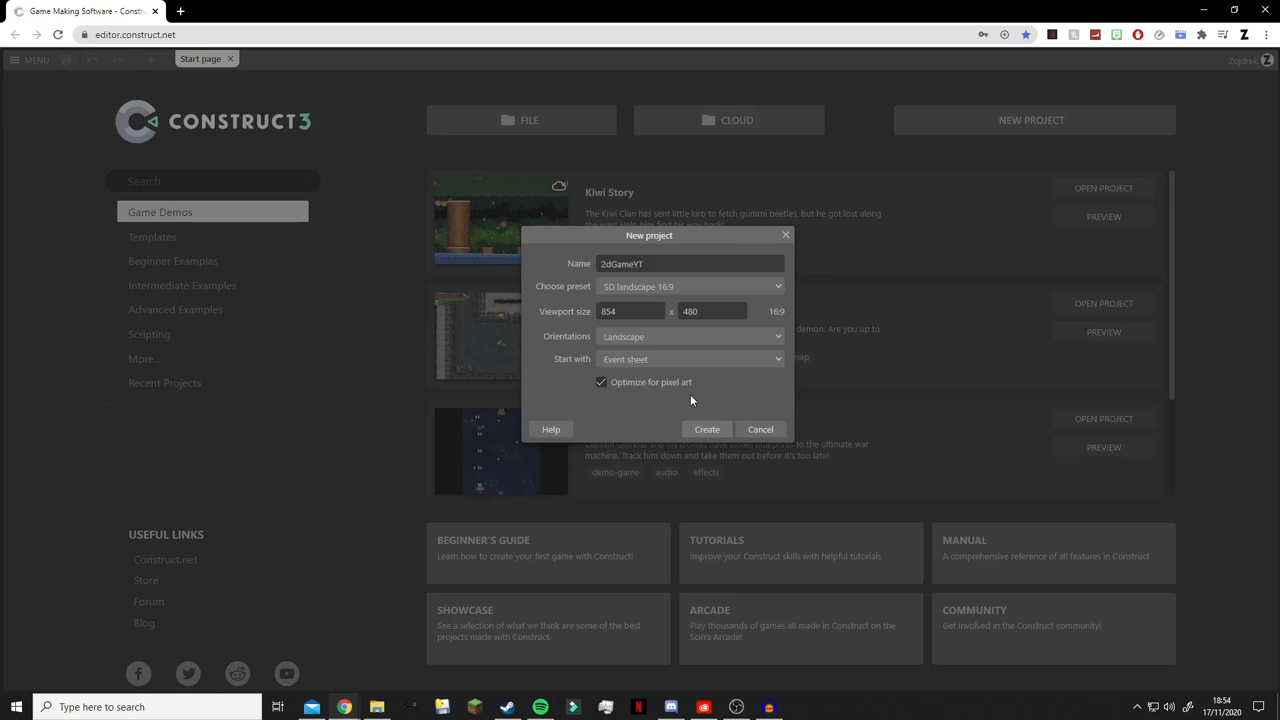 Game Making Software - Constru
editor.construct.net
MENU
Start page
Zojdrek
CONSTRUCT3
FILE
CLOUD
NEW PROJECT
Search
Game Demos
Templates
Beginner Examples
Intermediate Examples
Advanced Examples
Scripting
More...
Recent Projects
Kiwi Story
The Kiwi Clan has sent little kiro to fetch gummi beetles, but he got lost along
OPEN PROJECT
PREVIEW
demon. Are you up to
map:
OPEN PROJECT
PREVIEW
OPEN PROJECT
PREVIEW
machine. Track him down and take them out before it's too late!
demo-game
audio
effects
New project
Name
2dGameYT
Choose preset
SD landscape 16:9
Viewport size
854
x
480
16:9
Orientations
Landscape
Start with
Event sheet
Optimize for pixel art
Help
Create
Cancel
USEFUL LINKS
Construct.net
Store
Forum
Blog
BEGINNER'S GUIDE
Learn how to create your first game with Construct!
TUTORIALS
Improve your Construct skills with helpful tutorials
MANUAL
A comprehensive reference of all features in Construct
SHOWCASE
See a selection of what we think are some of the best
projects made with Construct.
ARCADE
Play thousands of games all made in Construct on the
Scirra Arcade!
COMMUNITY
Get involved in the Construct community!
Type here to search
18:54
17/11/2020